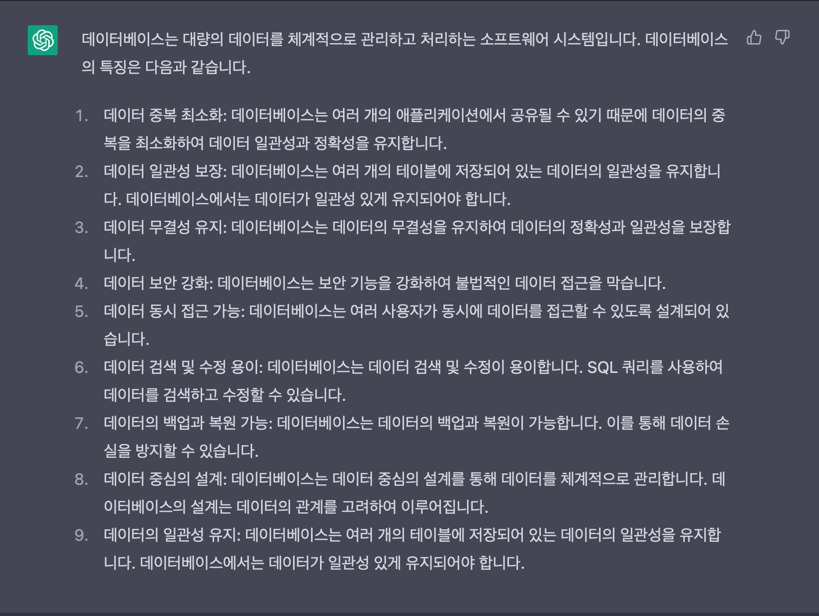 데이터베이스는 대량의 데이터를 체계적으로 관리하고 처리하는 소프트웨어 시스템입니다. 데이터베이스
의 특징은 다음과 같습니다.
1. 데이터 중복 최소화: 데이터베이스는 여러 개의 애플리케이션에서 공유될 수 있기 때문에 데이터의 중
복을 최소화하여 데이터 일관성과 정확성을 유지합니다.
2. 데이터 일관성 보장: 데이터베이스는 여러 개의 테이블에 저장되어 있는 데이터의 일관성을 유지합니
다. 데이터베이스에서는 데이터가 일관성 있게 유지되어야 합니다.
3. 데이터 무결성 유지: 데이터베이스는 데이터의 무결성을 유지하여 데이터의 정확성과 일관성을 보장합
니다.
4. 데이터 보안 강화: 데이터베이스는 보안 기능을 강화하여 불법적인 데이터 접근을 막습니다.
5. 데이터 동시 접근 가능: 데이터베이스는 여러 사용자가 동시에 데이터를 접근할 수 있도록 설계되어 있
습니다.
6. 데이터 검색 및 수정 용이: 데이터베이스는 데이터 검색 및 수정이 용이합니다. SQL 쿼리를 사용하여
데이터를 검색하고 수정할 수 있습니다.
7. 데이터의 백업과 복원 가능: 데이터베이스는 데이터의 백업과 복원이 가능합니다. 이를 통해 데이터 손
실을 방지할 수 있습니다.
8. 데이터 중심의 설계: 데이터베이스는 데이터 중심의 설계를 통해 데이터를 체계적으로 관리합니다. 데
이터베이스의 설계는 데이터의 관계를 고려하여 이루어집니다.
9. 데이터의 일관성 유지: 데이터베이스는 여러 개의 테이블에 저장되어 있는 데이터의 일관성을 유지합
니다. 데이터베이스에서는 데이터가 일관성 있게 유지되어야 합니다.